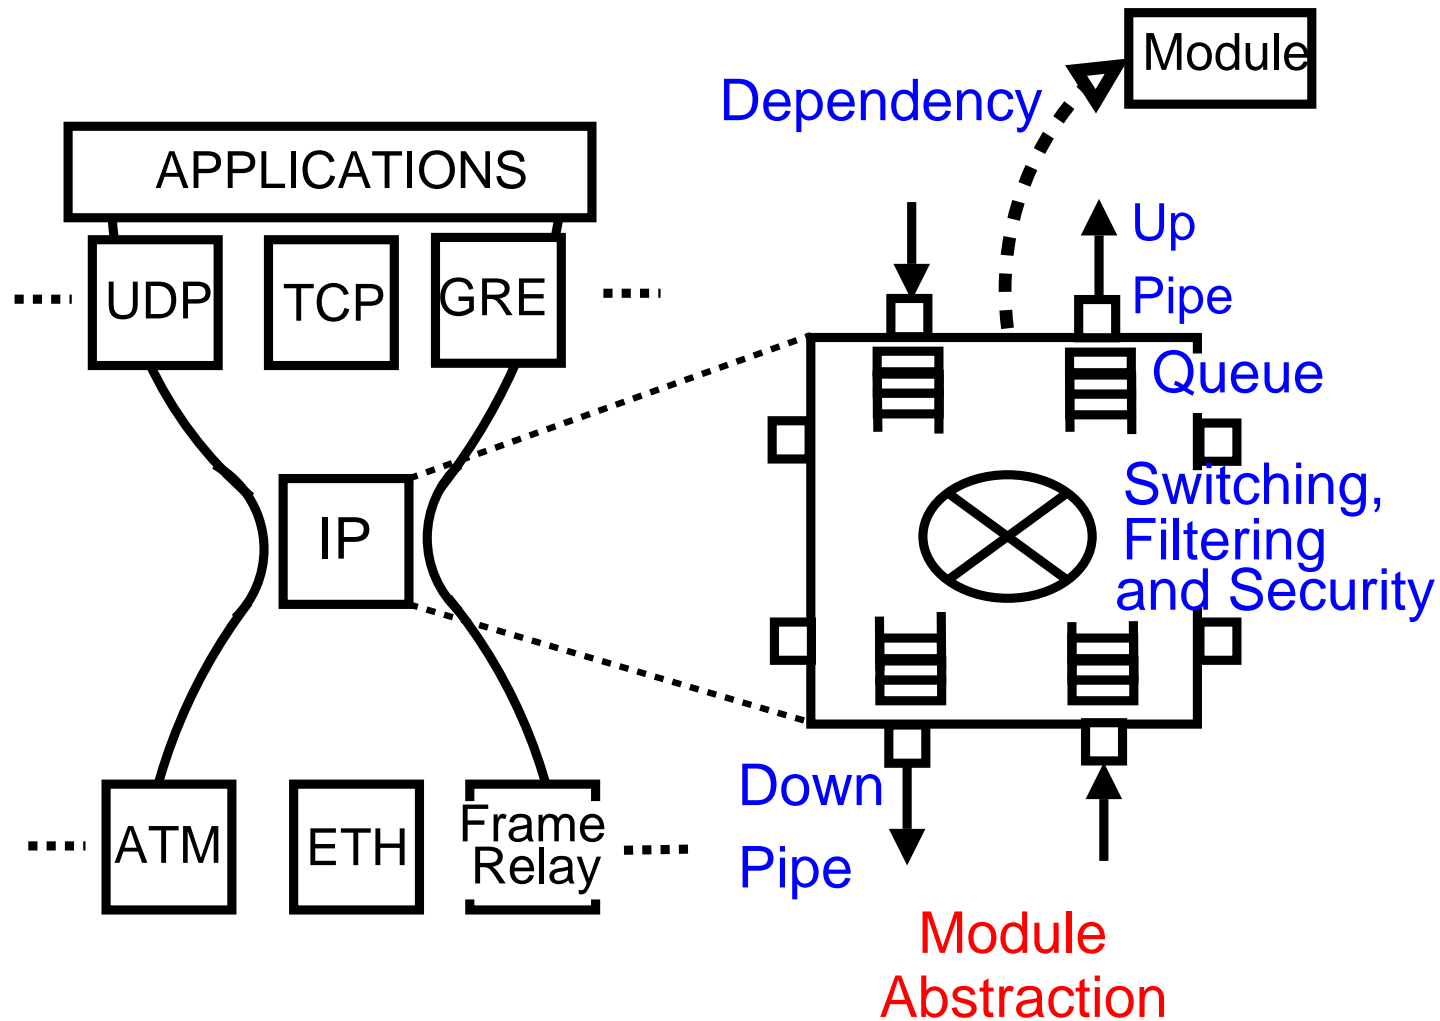 APPLICATIONS
UDP
TCP
GRE
IP
ATM
ETH
Frame
Relay
Module
Dependency
Up
Pipe
Queue
Switching,
Filtering
and Security
Down
Pipe
Module
Abstraction